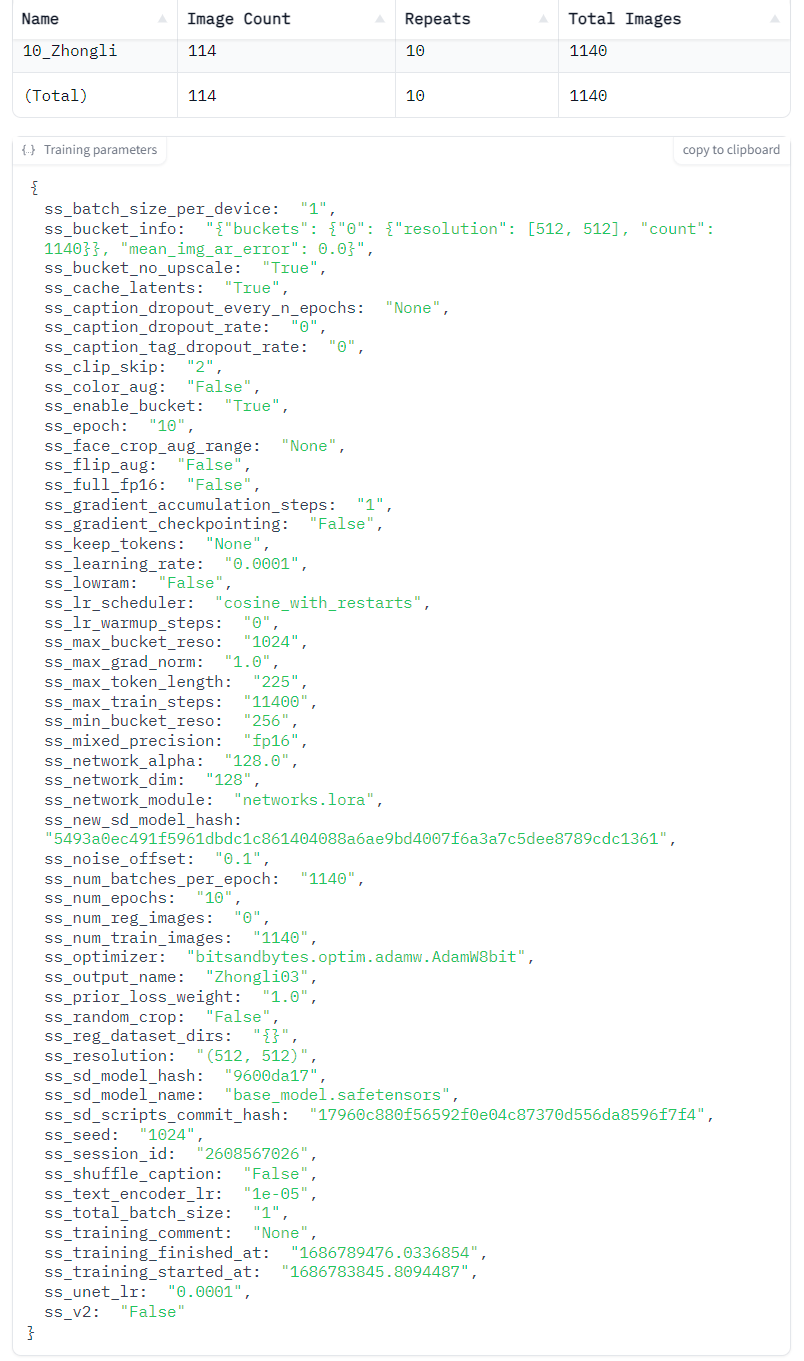 Name Image Count Repeats Total Images
10_Zhongli 114 10 1140
(Total) 114 10 1140
{.} Training parameters copy to clipboard
{
ss_batch_size_per_device: "1",
ss_bucket_info: "{"buckets": {"0": {"resolution": [512, 512], "count":
1140}}, "mean_img_ar_error": 0.0}",
ss_bucket_no_upscale: "True",
ss_cache_latents: "True",
ss_caption_dropout_every_n_epochs: "None",
ss_caption_dropout_rate: "0",
ss_caption_tag_dropout_rate: "0",
ss_clip_skip: "2",
ss_color_aug: "False",
ss_enable_bucket: "True",
ss_epoch: "10",
ss_face_crop_aug_range: "None",
ss_flip_aug: "False",
ss_full_fp16: "False",
ss_gradient_accumulation_steps: "1",
ss_gradient_checkpointing: "False",
ss_keep_tokens: "None",
ss_learning_rate: "0.0001",
ss_lowram: "False",
ss_lr_scheduler: "cosine_with_restarts",
ss_lr_warmup_steps: "0",
ss_max_bucket_reso: "1024",
ss_max_grad_norm: "1.0",
ss_max_token_length: "225",
ss_max_train_steps: "11400",
ss_min_bucket_reso: "256",
ss_mixed_precision: "fp16",
ss_network_alpha: "128.0",
ss_network_dim: "128",
ss_network_module: "networks.lora",
ss_new_sd_model_hash:
"5493a0ec491f5961dbdc1c861404088a6ae9bd4007f6a3a7c5dee8789cdc1361",
ss_noise_offset: "0.1",
ss_num_batches_per_epoch: "1140",
ss_num_epochs: "10",
ss_num_reg_images: "0",
ss_num_train_images: "1140",
ss_optimizer: "bitsandbytes.optim.adamw.AdamW8bit",
ss_output_name: "Zhongli03",
ss_prior_loss_weight: "1.0",
ss_random_crop: "False",
ss_reg_dataset_dirs: "{}",
ss_resolution: "(512, 512)",
ss_sd_model_hash: "9600da17",
ss_sd_model_name: "base_model.safetensors",
ss_sd_scripts_commit_hash: "17960c880f56592f0e04c87370d556da8596f7f4",
ss_seed: "1024",
ss_session_id: "2608567026",
ss_shuffle_caption: "False",
ss_text_encoder_lr: "1e-05",
ss_total_batch_size: "1",
ss_training_comment: "None",
ss_training_finished_at: "1686789476.0336854",
ss_training_started_at: "1686783845.8094487",
ss_unet_lr: "0.0001",
ss_v2: "False"
}